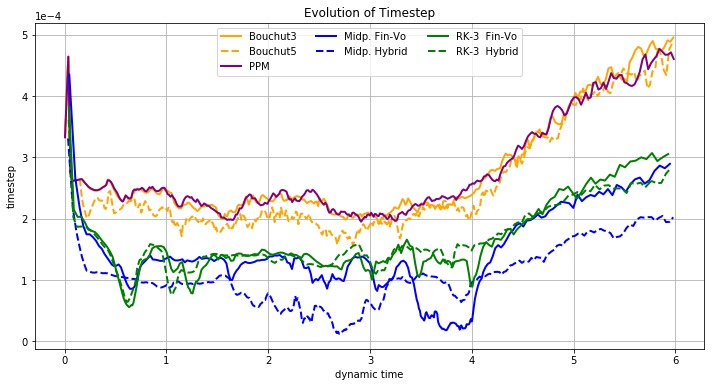 Evolution of Timestep
1e−4
Bouchut3
Bouchut5
PPM
Midp. Fin-Vo
Midp. Hybrid
RK-3 Fin-Vo
RK-3 Hybrid
5
4
3
2
1
0
timestep
0 1 2 3 4 5 6
dynamic time